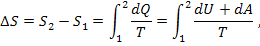 ΔS = S₂ − S₁ = ∫₁² dQ/T = ∫₁² (dU + dA)/T ,